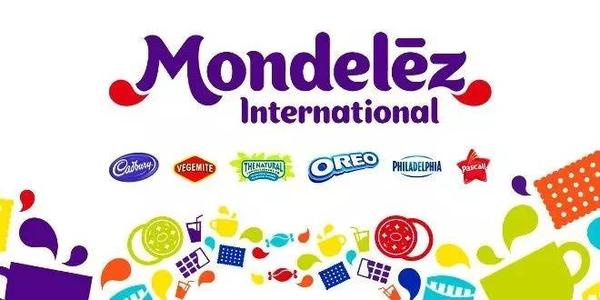 Mondelēz
International
Cadbury
VEGEMITE
THE NATURAL
OREO
PHILADELPHIA
Pascall